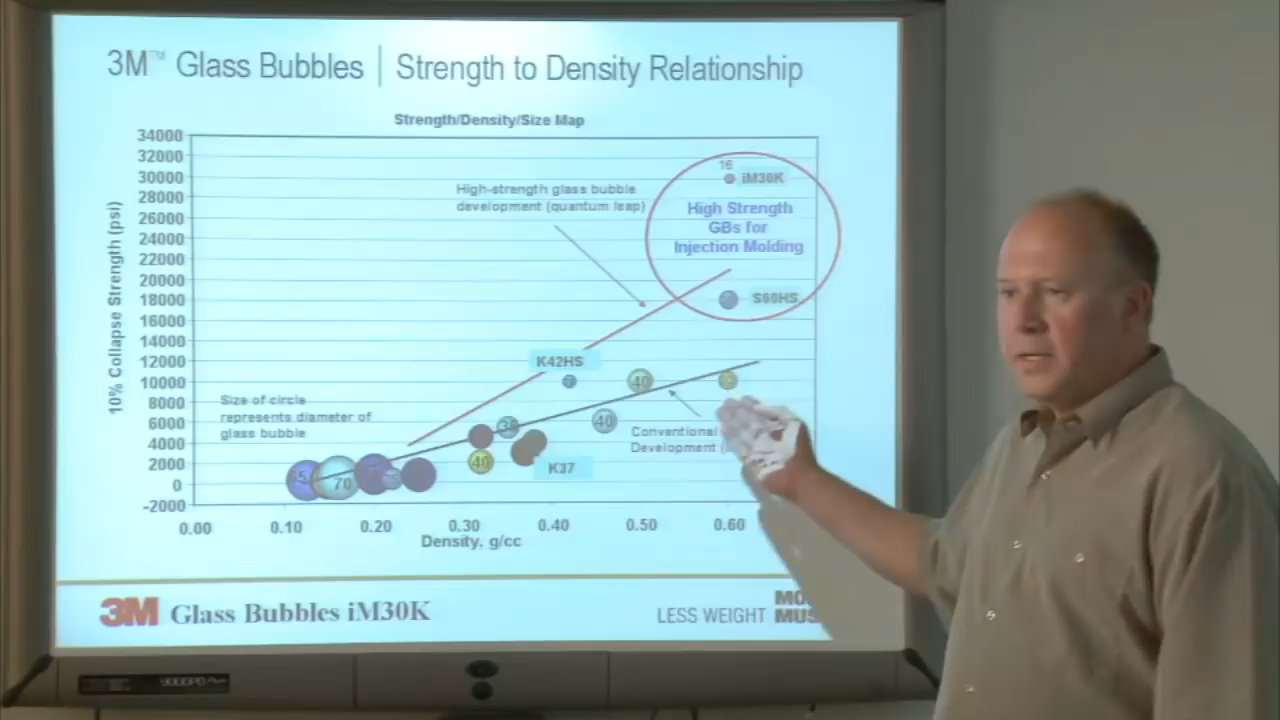 3M™ Glass Bubbles | Strength to Density Relationship
Strength/Density/Size Map
34000
32000
30000
28000
26000
24000
22000
20000
18000
16000
14000
12000
10000
8000
6000
4000
2000
0
-2000
10% Collapse Strength (psi)
High-strength glass bubble
development (quantum leap)
16
iM30K
High Strength
GBs for
Injection Molding
S60HS
K42HS
40
40
40
70
K37
Size of circle
represents diameter of
glass bubble
Conventional
Development
0.00 0.10 0.20 0.30 0.40 0.50 0.60
Density, g/cc
3M Glass Bubbles iM30K
LESS WEIGHT